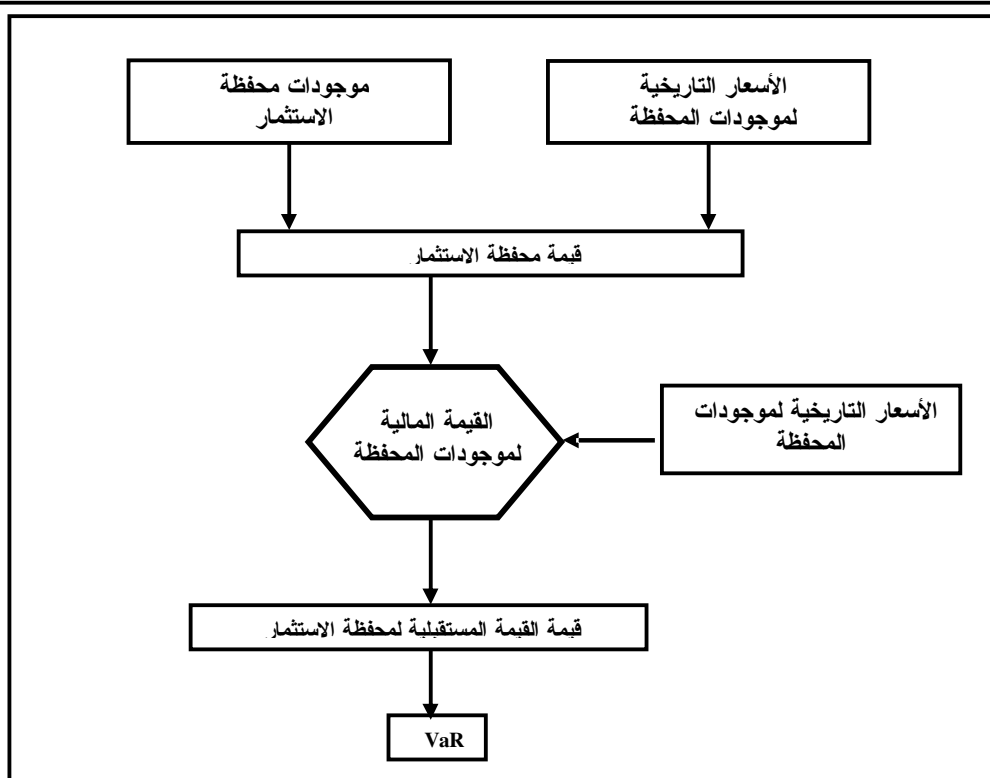 الأسعار التاريخية
لموجودات المحفظة
موجودات محفظة
الاستثمار
قيمة محفظة الاستثمار
القيمة المالية
لموجودات المحفظة
الأسعار التاريخية لموجودات
المحفظة
قيمة القيمة المستقبلية لمحفظة الاستثمار
VaR